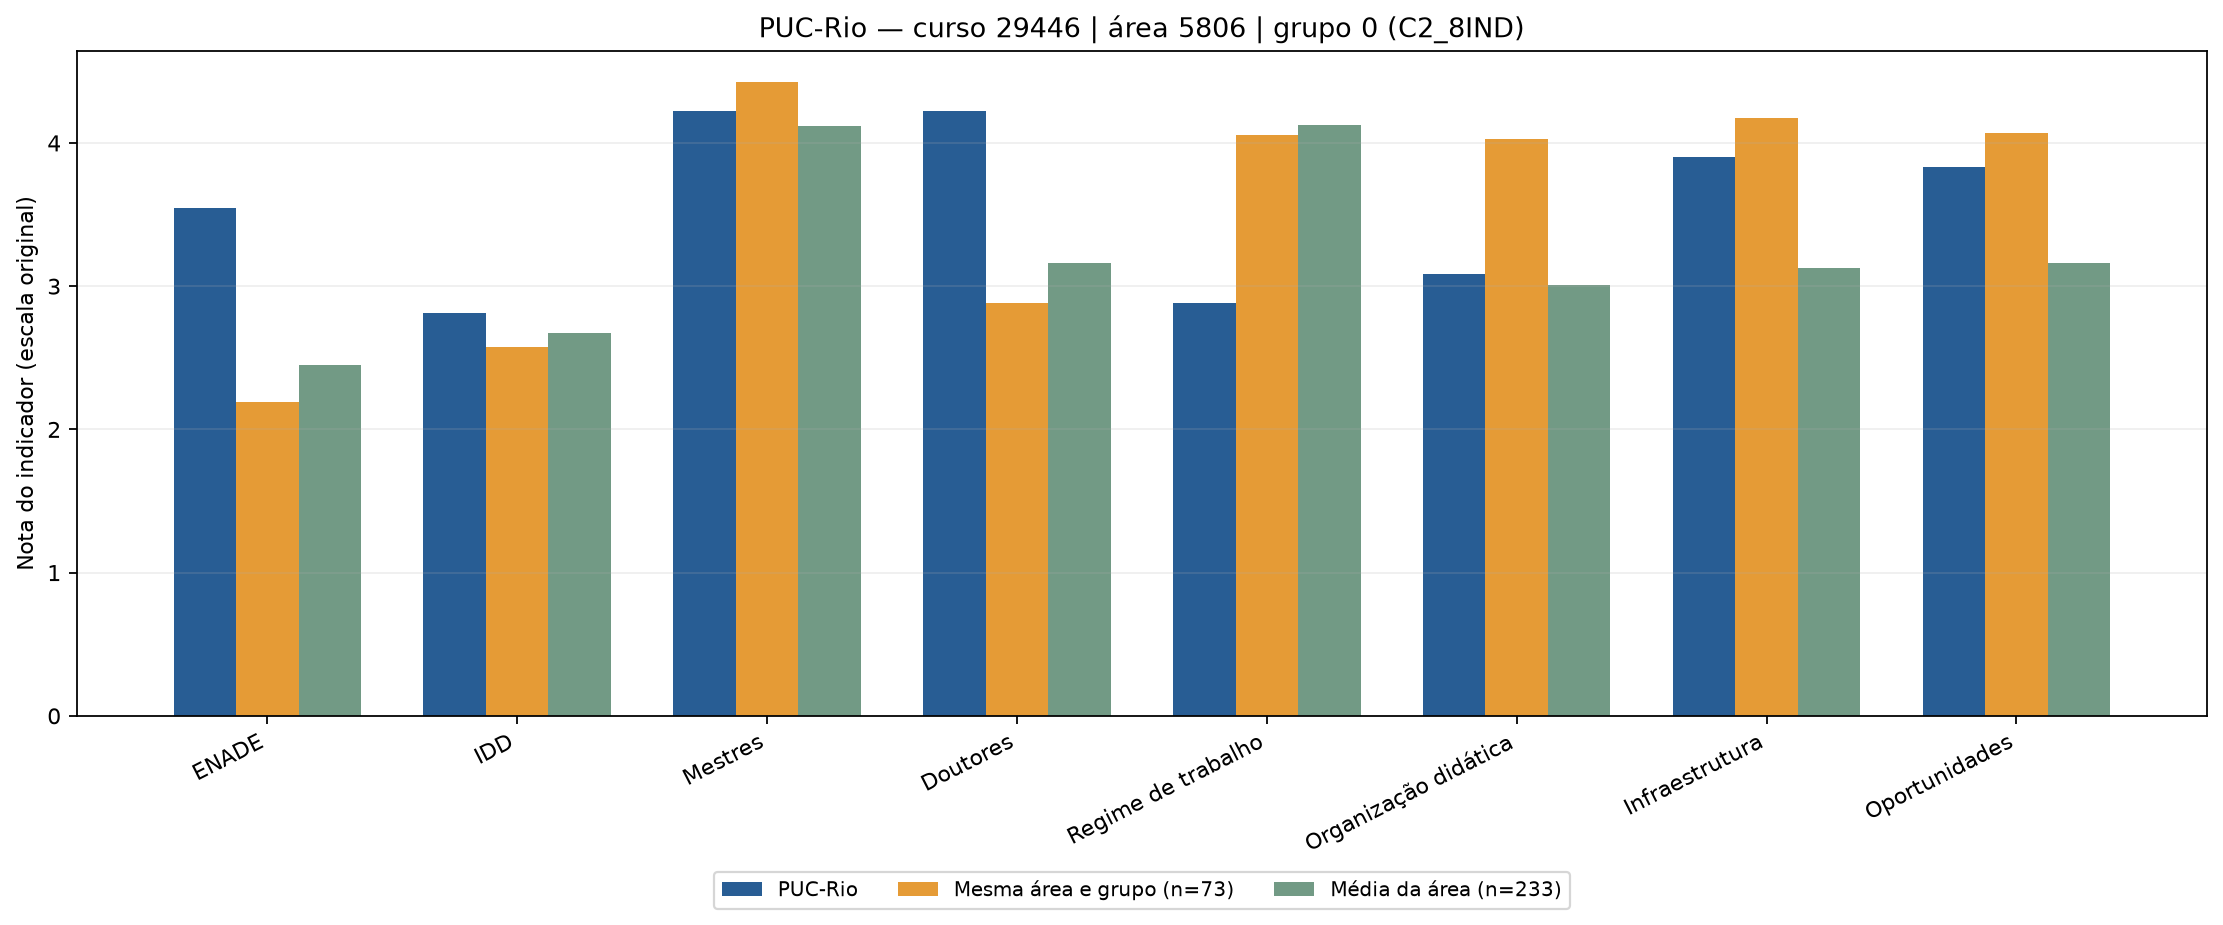 PUC-Rio — curso 29446 | área 5806 | grupo 0 (C2_8IND)
Nota do indicador (escala original)
4
3
2
1
0
ENADE
IDD
Mestres
Doutores
Regime de trabalho
Organização didática
Infraestrutura
Oportunidades
PUC-Rio
Mesma área e grupo (n=73)
Média da área (n=233)